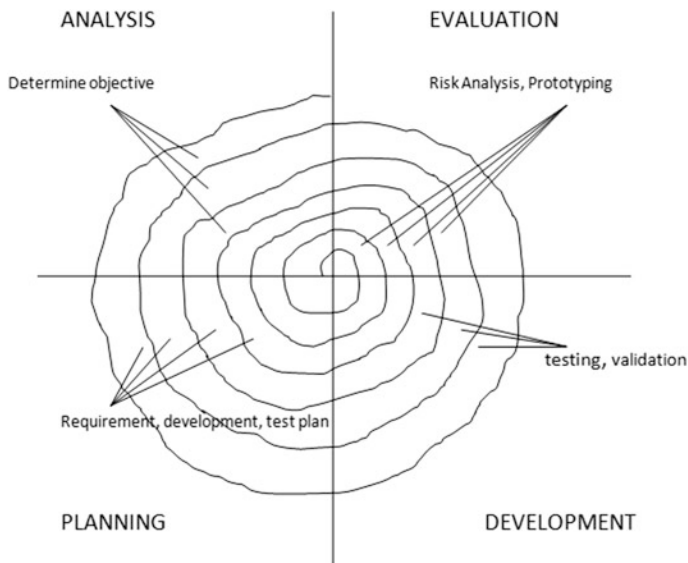 ANALYSIS
EVALUATION
Determine objective
Risk Analysis, Prototyping
testing, validation
Requirement, development, test plan
PLANNING
DEVELOPMENT